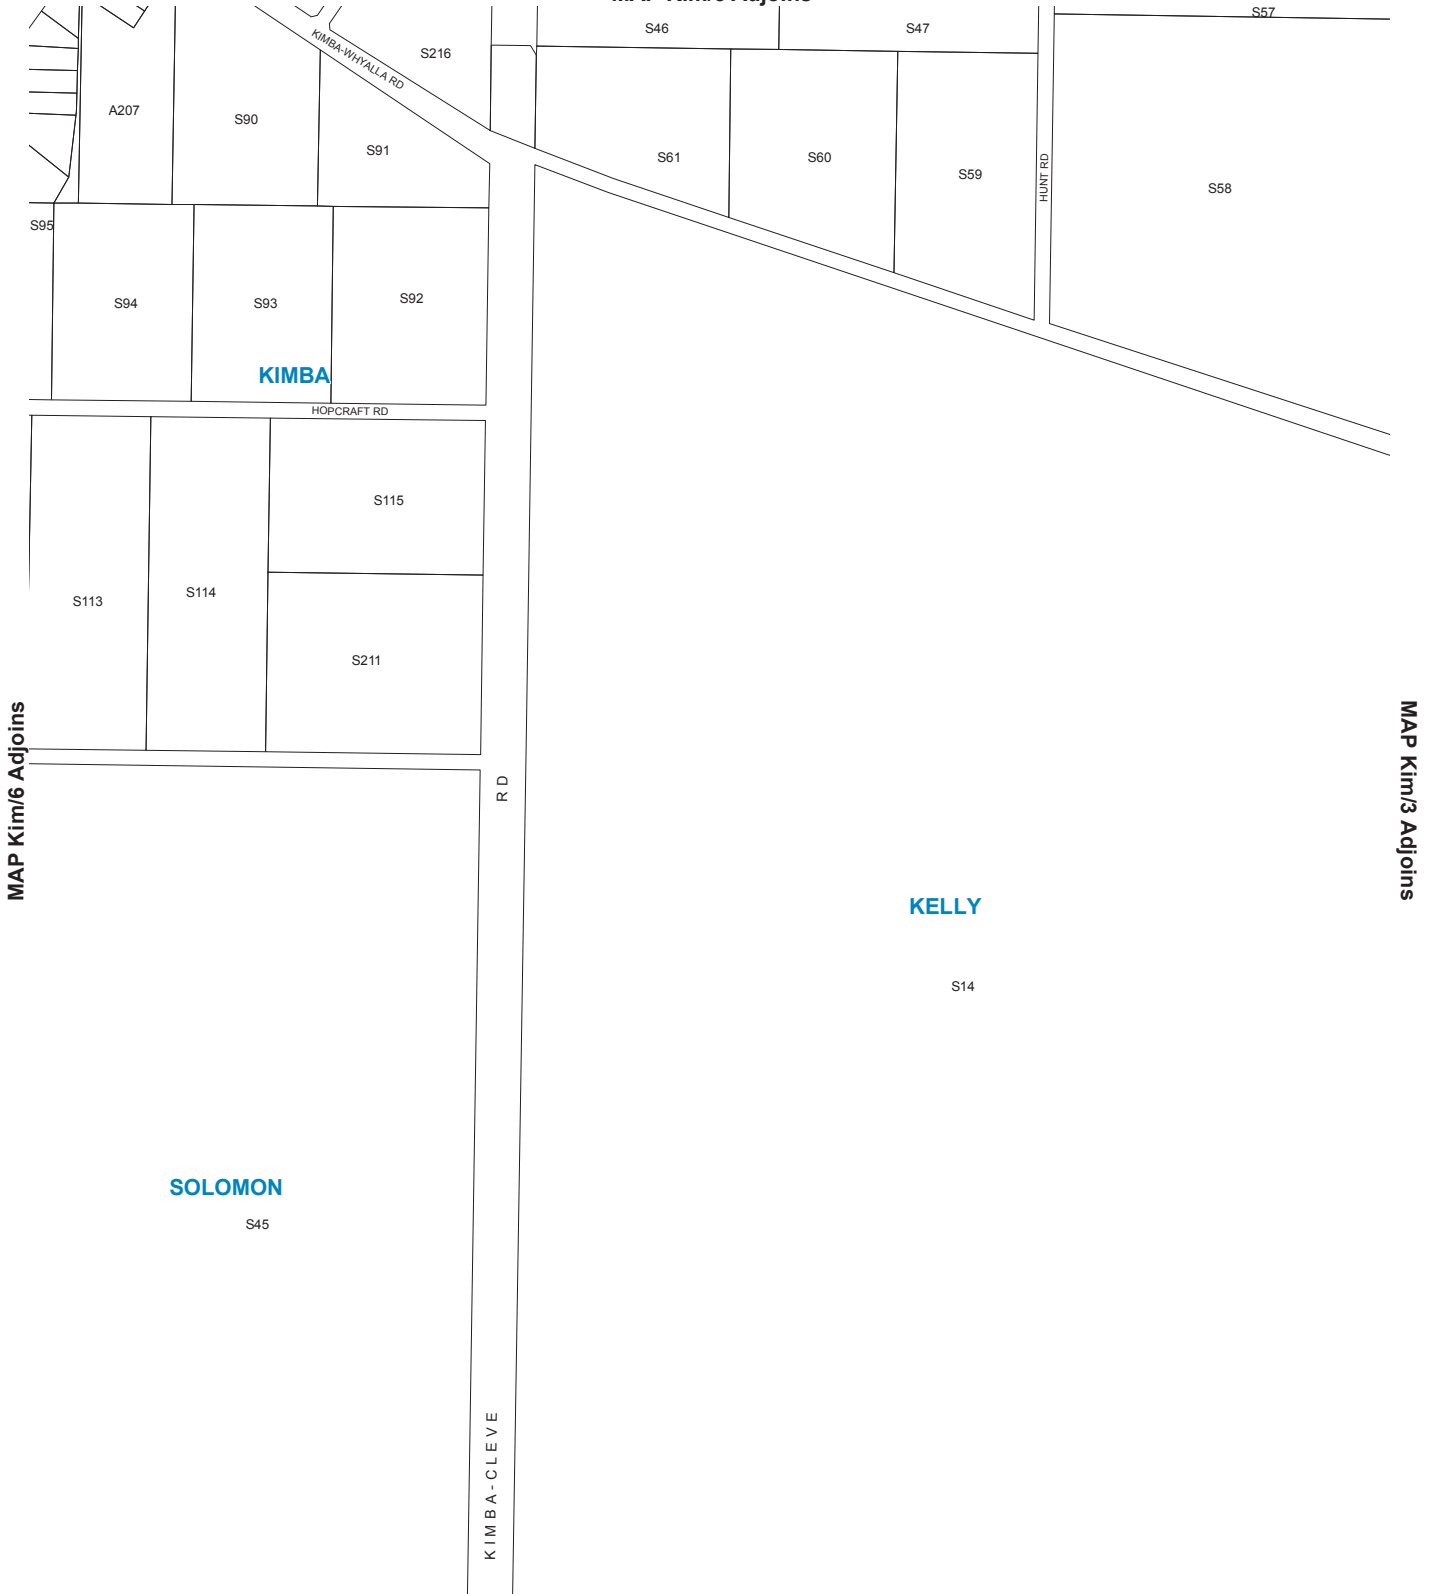 S57
S46
S47
S216
KIMBA-WHYALLA RD
A207
S90
S91
S61
S60
S59
HUNT RD
S58
S95
S94
S93
S92
KIMBA
HOPCRAFT RD
S115
S113
S114
S211
MAP Kim/6 Adjoins
MAP Kim/3 Adjoins
KIMBA-CLEVE RD
KELLY
S14
SOLOMON
S45